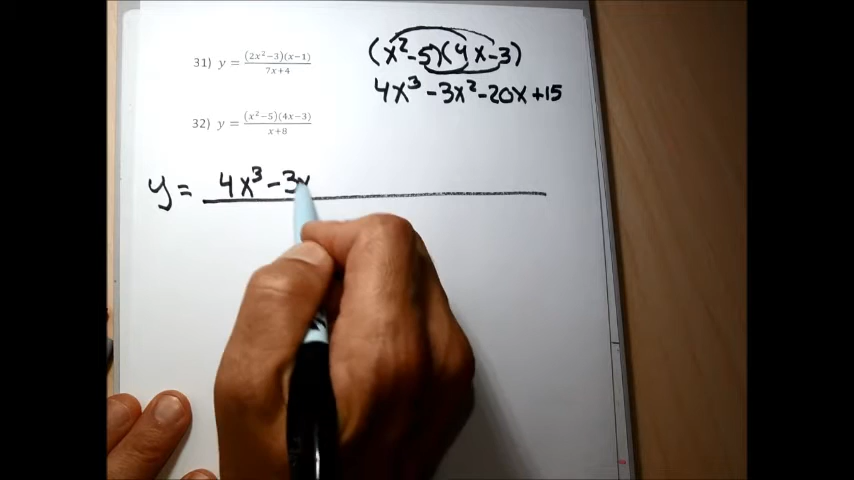 31) y = (2x²−3)(x−1) / 7x+4
(x²-5)(4x-3)
4x³-3x²-20x+15
32) y = (x²−5)(4x−3) / x+8
y = 4x³-3x